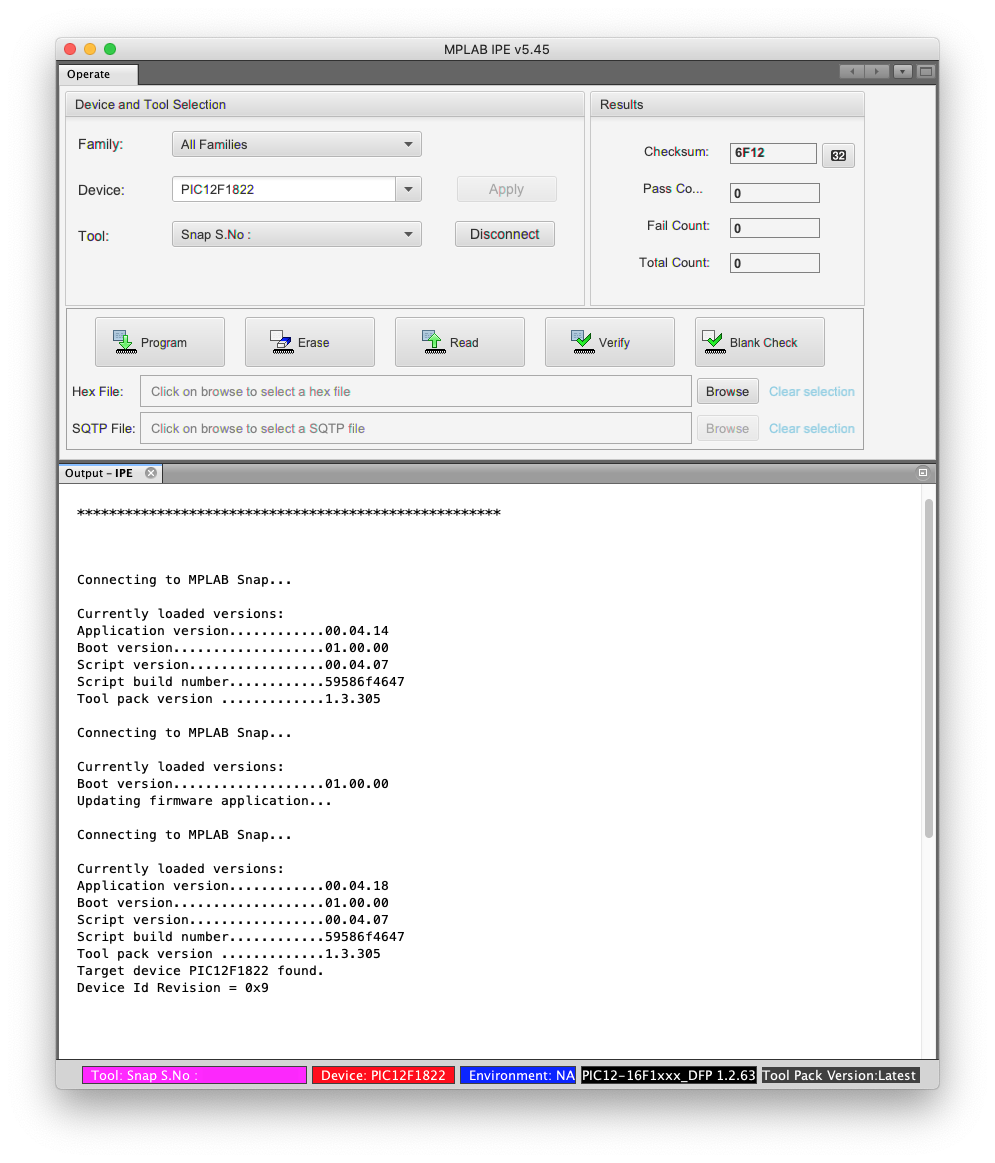 MPLAB IPE v5.45
Operate
Device and Tool Selection
Family:
All Families
Device:
PIC12F1822
Apply
Tool:
Snap S.No :
Disconnect
Results
Checksum:
6F12
32
Pass Co...
0
Fail Count:
0
Total Count:
0
Program
Erase
Read
Verify
Blank Check
Hex File:
Click on browse to select a hex file
Browse
Clear selection
SQTP File:
Click on browse to select a SQTP file
Browse
Clear selection
Output – IPE
*****************************************************
Connecting to MPLAB Snap...
Currently loaded versions:
Application version............00.04.14
Boot version...................01.00.00
Script version.................00.04.07
Script build number............59586f4647
Tool pack version .............1.3.305
Connecting to MPLAB Snap...
Currently loaded versions:
Boot version...................01.00.00
Updating firmware application...
Connecting to MPLAB Snap...
Currently loaded versions:
Application version............00.04.18
Boot version...................01.00.00
Script version.................00.04.07
Script build number............59586f4647
Tool pack version .............1.3.305
Target device PIC12F1822 found.
Device Id Revision = 0x9
Tool: Snap S.No :
Device: PIC12F1822
Environment: NA
PIC12-16F1xxx_DFP 1.2.63
Tool Pack Version:Latest